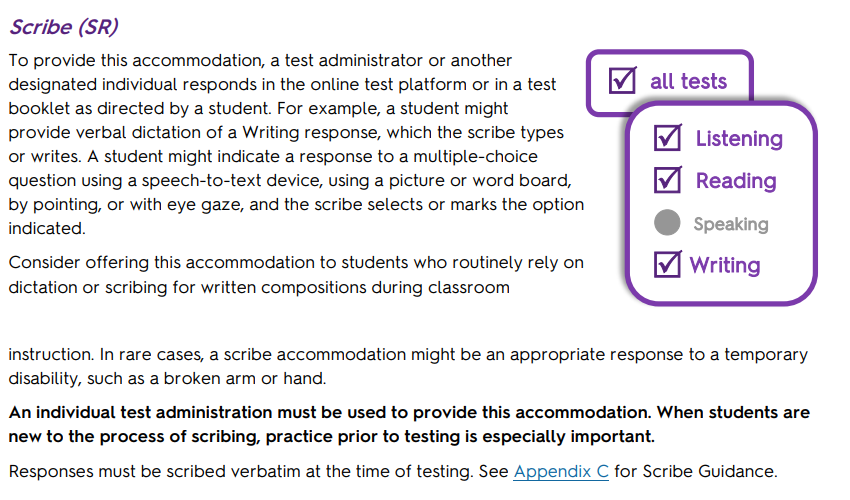 Scribe (SR)
To provide this accommodation, a test administrator or another
designated individual responds in the online test platform or in a test
booklet as directed by a student. For example, a student might
provide verbal dictation of a Writing response, which the scribe types
or writes. A student might indicate a response to a multiple-choice
question using a speech-to-text device, using a picture or word board,
by pointing, or with eye gaze, and the scribe selects or marks the option
indicated.
Consider offering this accommodation to students who routinely rely on
dictation or scribing for written compositions during classroom
all tests
Listening
Reading
Speaking
Writing
instruction. In rare cases, a scribe accommodation might be an appropriate response to a temporary
disability, such as a broken arm or hand.
An individual test administration must be used to provide this accommodation. When students are
new to the process of scribing, practice prior to testing is especially important.
Responses must be scribed verbatim at the time of testing. See Appendix C for Scribe Guidance.